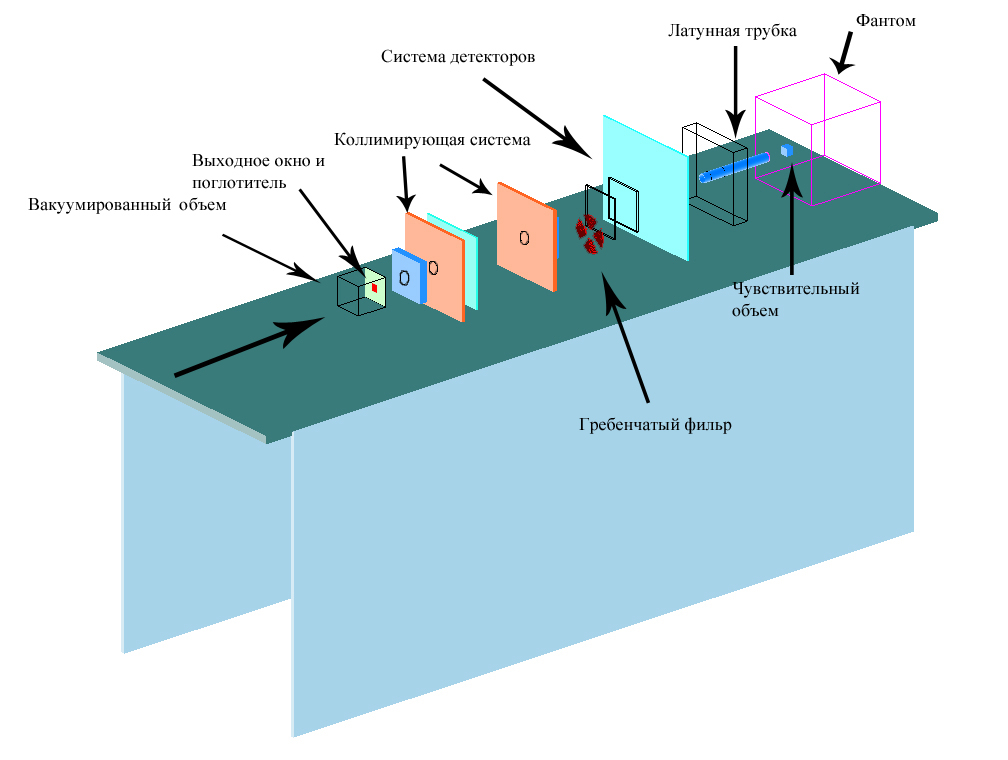 Фантом
Латунная трубка
Система детекторов
Коллимирующая система
Выходное окно и
поглотитель
Вакуумированный объем
Чувствительный
объем
Гребенчатый фильр